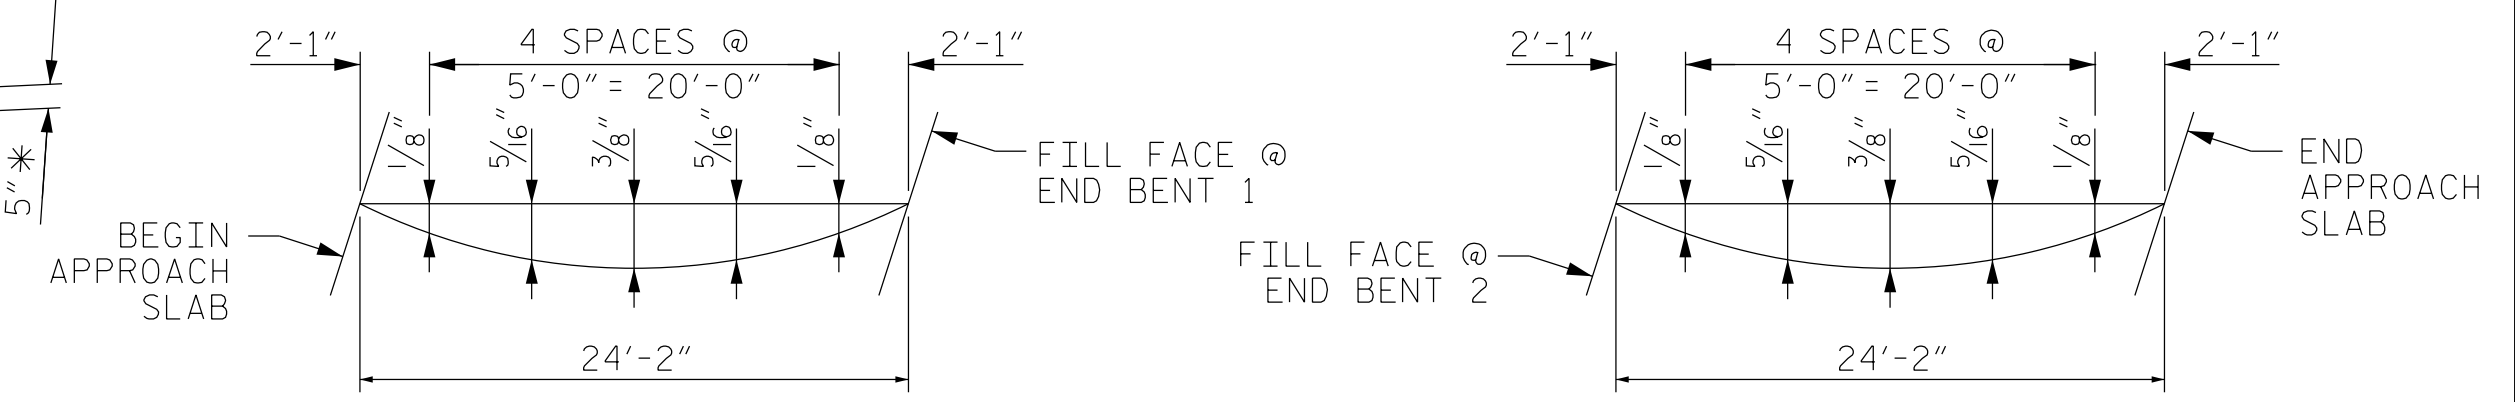 5"*
2'-1"
4 SPACES @
5'-0"= 20'-0"
2'-1"
1/8"
5/16"
3/8"
5/16"
1/8"
FILL FACE @
END BENT 1
BEGIN
APPROACH
SLAB
24'-2"
2'-1"
4 SPACES @
5'-0"= 20'-0"
2'-1"
1/8"
5/16"
3/8"
5/16"
1/8"
END
APPROACH
SLAB
FILL FACE @
END BENT 2
24'-2"